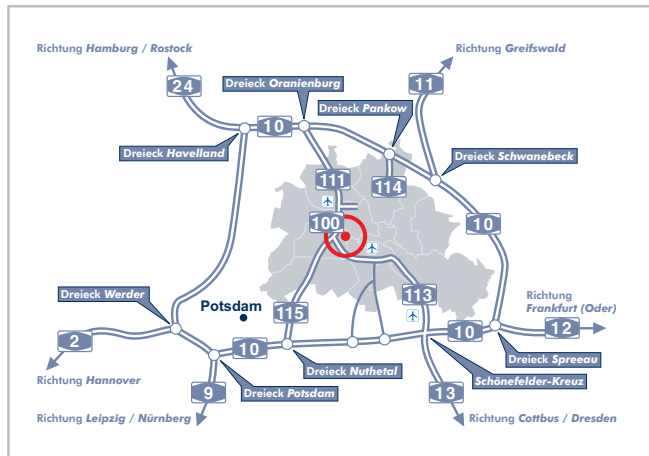 Richtung Hamburg / Rostock
Richtung Greifswald
24
11
Dreieck Oranienburg
Dreieck Pankow
10
Dreieck Havelland
Dreieck Schwanebeck
111
114
100
10
Dreieck Werder
Potsdam
115
113
Richtung
Frankfurt (Oder)
2
10
10
12
Dreieck Spreeau
Dreieck Nuthetal
Schönefelder-Kreuz
Richtung Hannover
9
Dreieck Potsdam
13
Richtung Leipzig / Nürnberg
Richtung Cottbus / Dresden